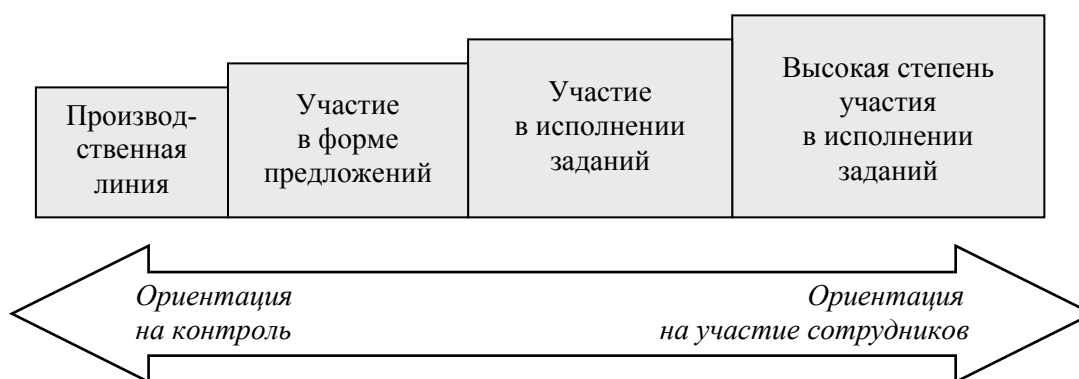 Производ-
ственная
линия
Участие
в форме
предложений
Участие
в исполнении
заданий
Высокая степень
участия
в исполнении
заданий
Ориентация
на контроль
Ориентация
на участие сотрудников